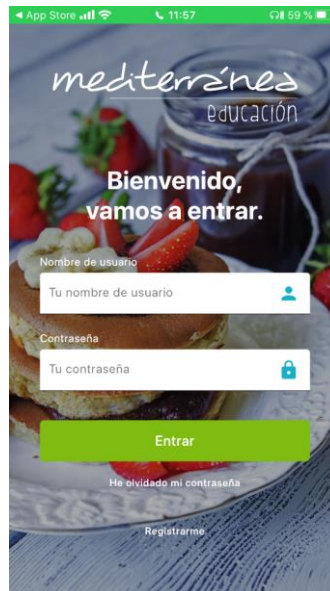 App Store 11:57 59 %
mediterránea
educación
Bienvenido,
vamos a entrar.
Nombre de usuario
Tu nombre de usuario
Contraseña
Tu contraseña
Entrar
He olvidado mi contraseña
Registrarme